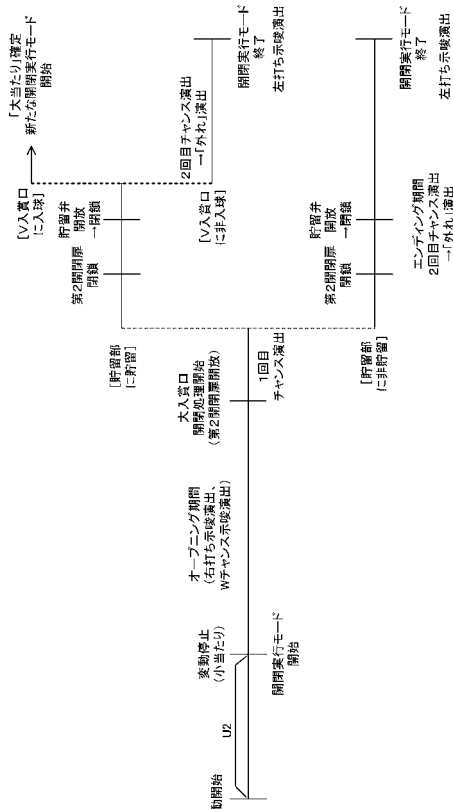 「大当たり」確定
新たな開閉実行モード
開始
[V入賞口
に入球]
貯留弁
開放
→閉鎖
第2開閉扉
閉鎖
[貯留部
に貯留]
2回目チャンス演出
→「外れ」演出
[V入賞口
に非入球]
開閉実行モード
終了
左打ち示唆演出
動開始
U2
変動停止
(小当たり)
開閉実行モード
開始
オープニング期間
(右打ち示唆演出、
Wチャンス示唆演出)
大入賞口
開閉処理開始
(第2開閉扉開放)
1回目
チャンス演出
[貯留部
に非貯留]
第2開閉扉
閉鎖
貯留弁
開放
→閉鎖
エンディング期間
2回目チャンス演出
→「外れ」演出
開閉実行モード
終了
左打ち示唆演出